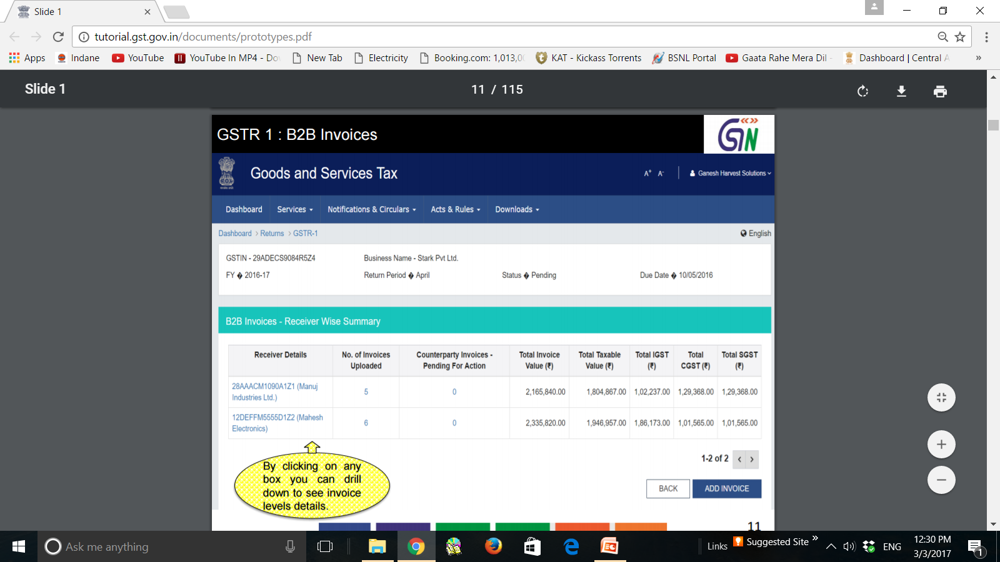 Slide 1
tutorial.gst.gov.in/documents/prototypes.pdf
Apps Indane YouTube YouTube In MP4 - Do New Tab Electricity Booking.com: 1,013,0 KAT - Kickass Torrents BSNL Portal Gaata Rahe Mera Dil - Dashboard | Central A »
Slide 1 11 / 115
GSTR 1 : B2B Invoices
GSTN
Goods and Services Tax A+ A- Ganesh Harvest Solutions
Dashboard Services Notifications & Circulars Acts & Rules Downloads
Dashboard > Returns > GSTR-1 English
GSTIN - 29ADECS9084R5Z4 Business Name - Stark Pvt Ltd.
FY � 2016-17 Return Period � April Status � Pending Due Date � 10/05/2016
B2B Invoices - Receiver Wise Summary
Receiver Details No. of Invoices Counterparty Invoices - Total Invoice Total Taxable Total IGST Total Total SGST
Uploaded Pending For Action Value (₹) Value (₹) (₹) CGST (₹) (₹)
28AAACM1090A1Z1 (Manuj
Industries Ltd.) 5 0 2,165,840.00 1,804,867.00 1,02,237.00 1,29,368.00 1,29,368.00
12DEFFM5555D1Z2 (Mahesh
Electronics) 6 0 2,335,820.00 1,946,957.00 1,86,173.00 1,01,565.00 1,01,565.00
1-2 of 2 < >
By clicking on any
box you can drill
down to see invoice
levels details.
BACK ADD INVOICE
11
Ask me anything Links Suggested Site » ENG 12:30 PM
3/3/2017
1